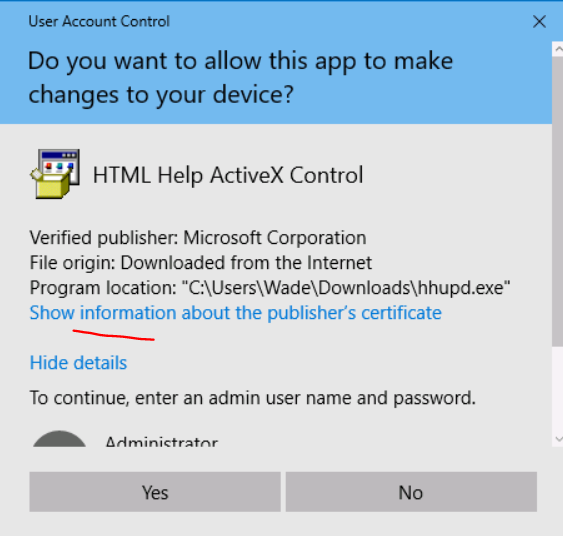 User Account Control
Do you want to allow this app to make
changes to your device?
HTML Help ActiveX Control
Verified publisher: Microsoft Corporation
File origin: Downloaded from the Internet
Program location: "C:\Users\Wade\Downloads\hhupd.exe"
Show information about the publisher's certificate
Hide details
To continue, enter an admin user name and password.
Administrator
Yes
No